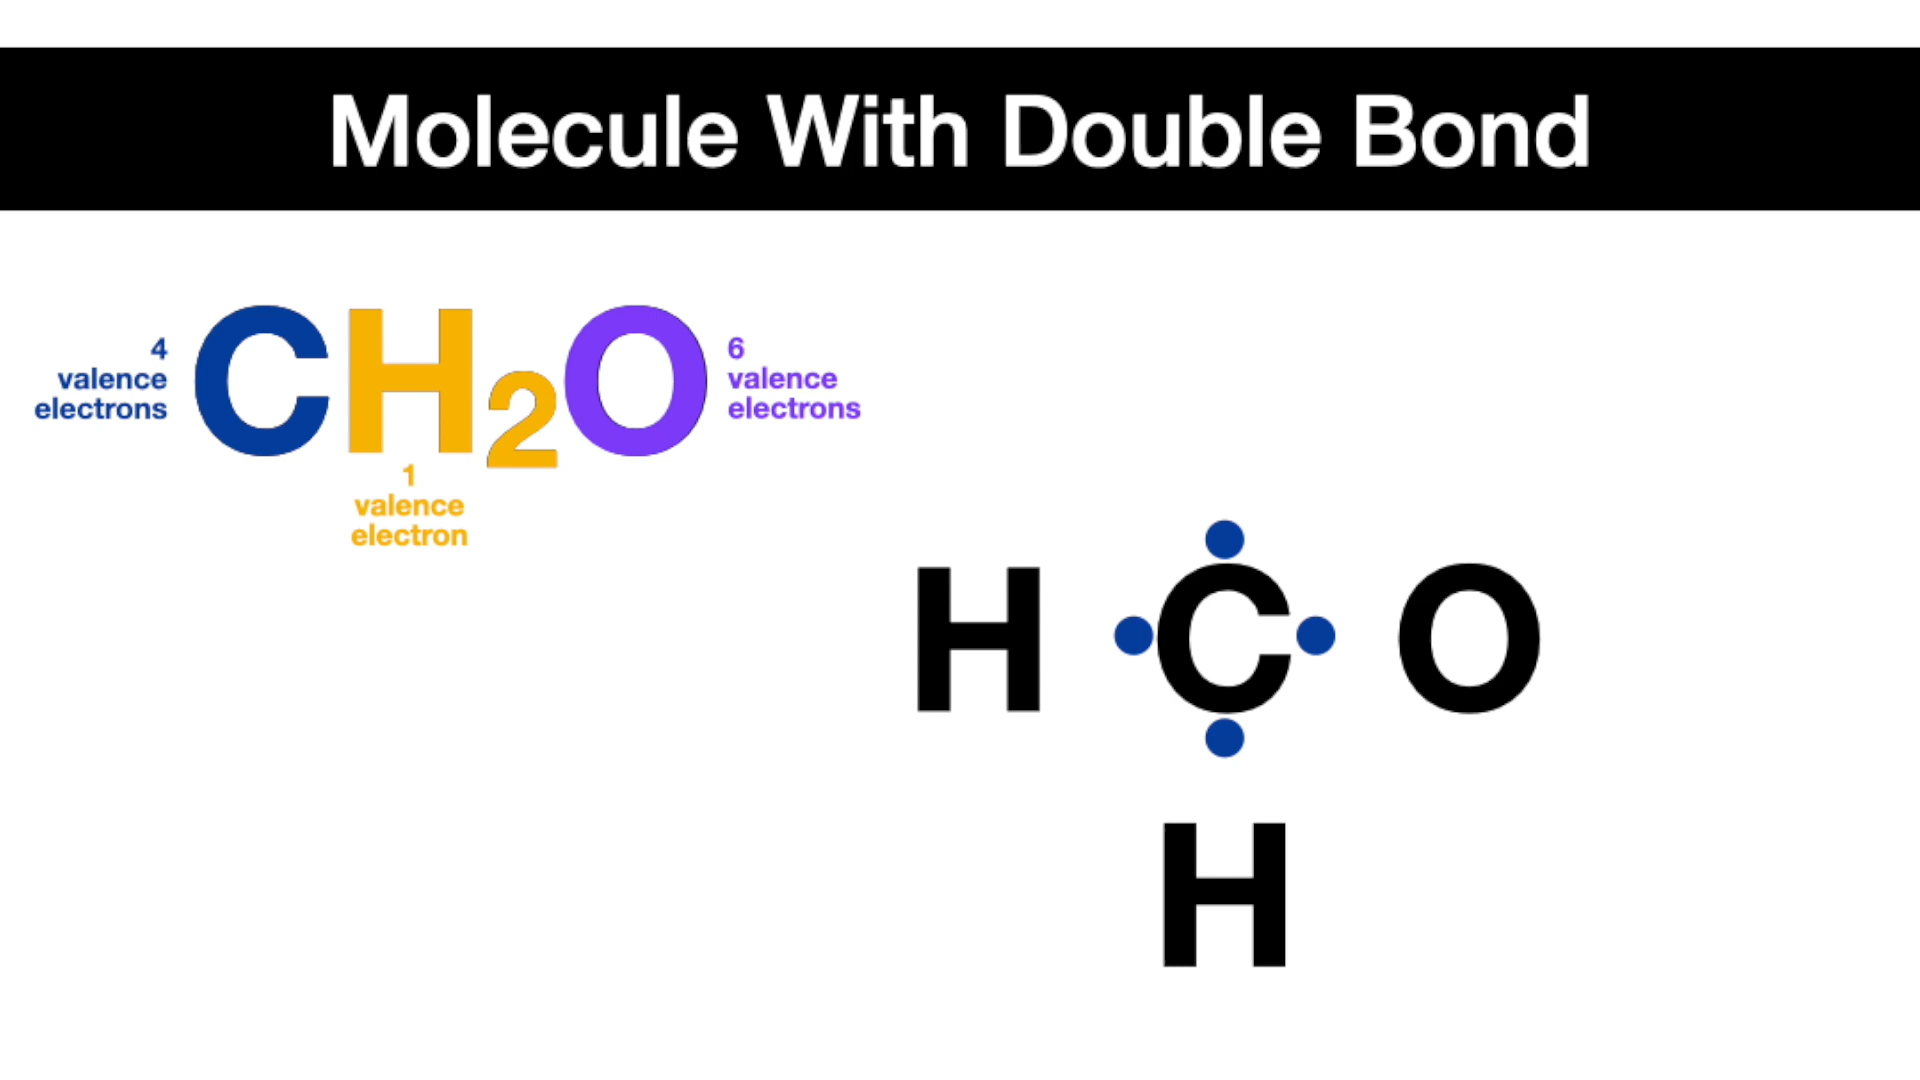 Molecule With Double Bond
4
valence
electrons
CH₂O
6
valence
electrons
1
valence
electron
H C O
H